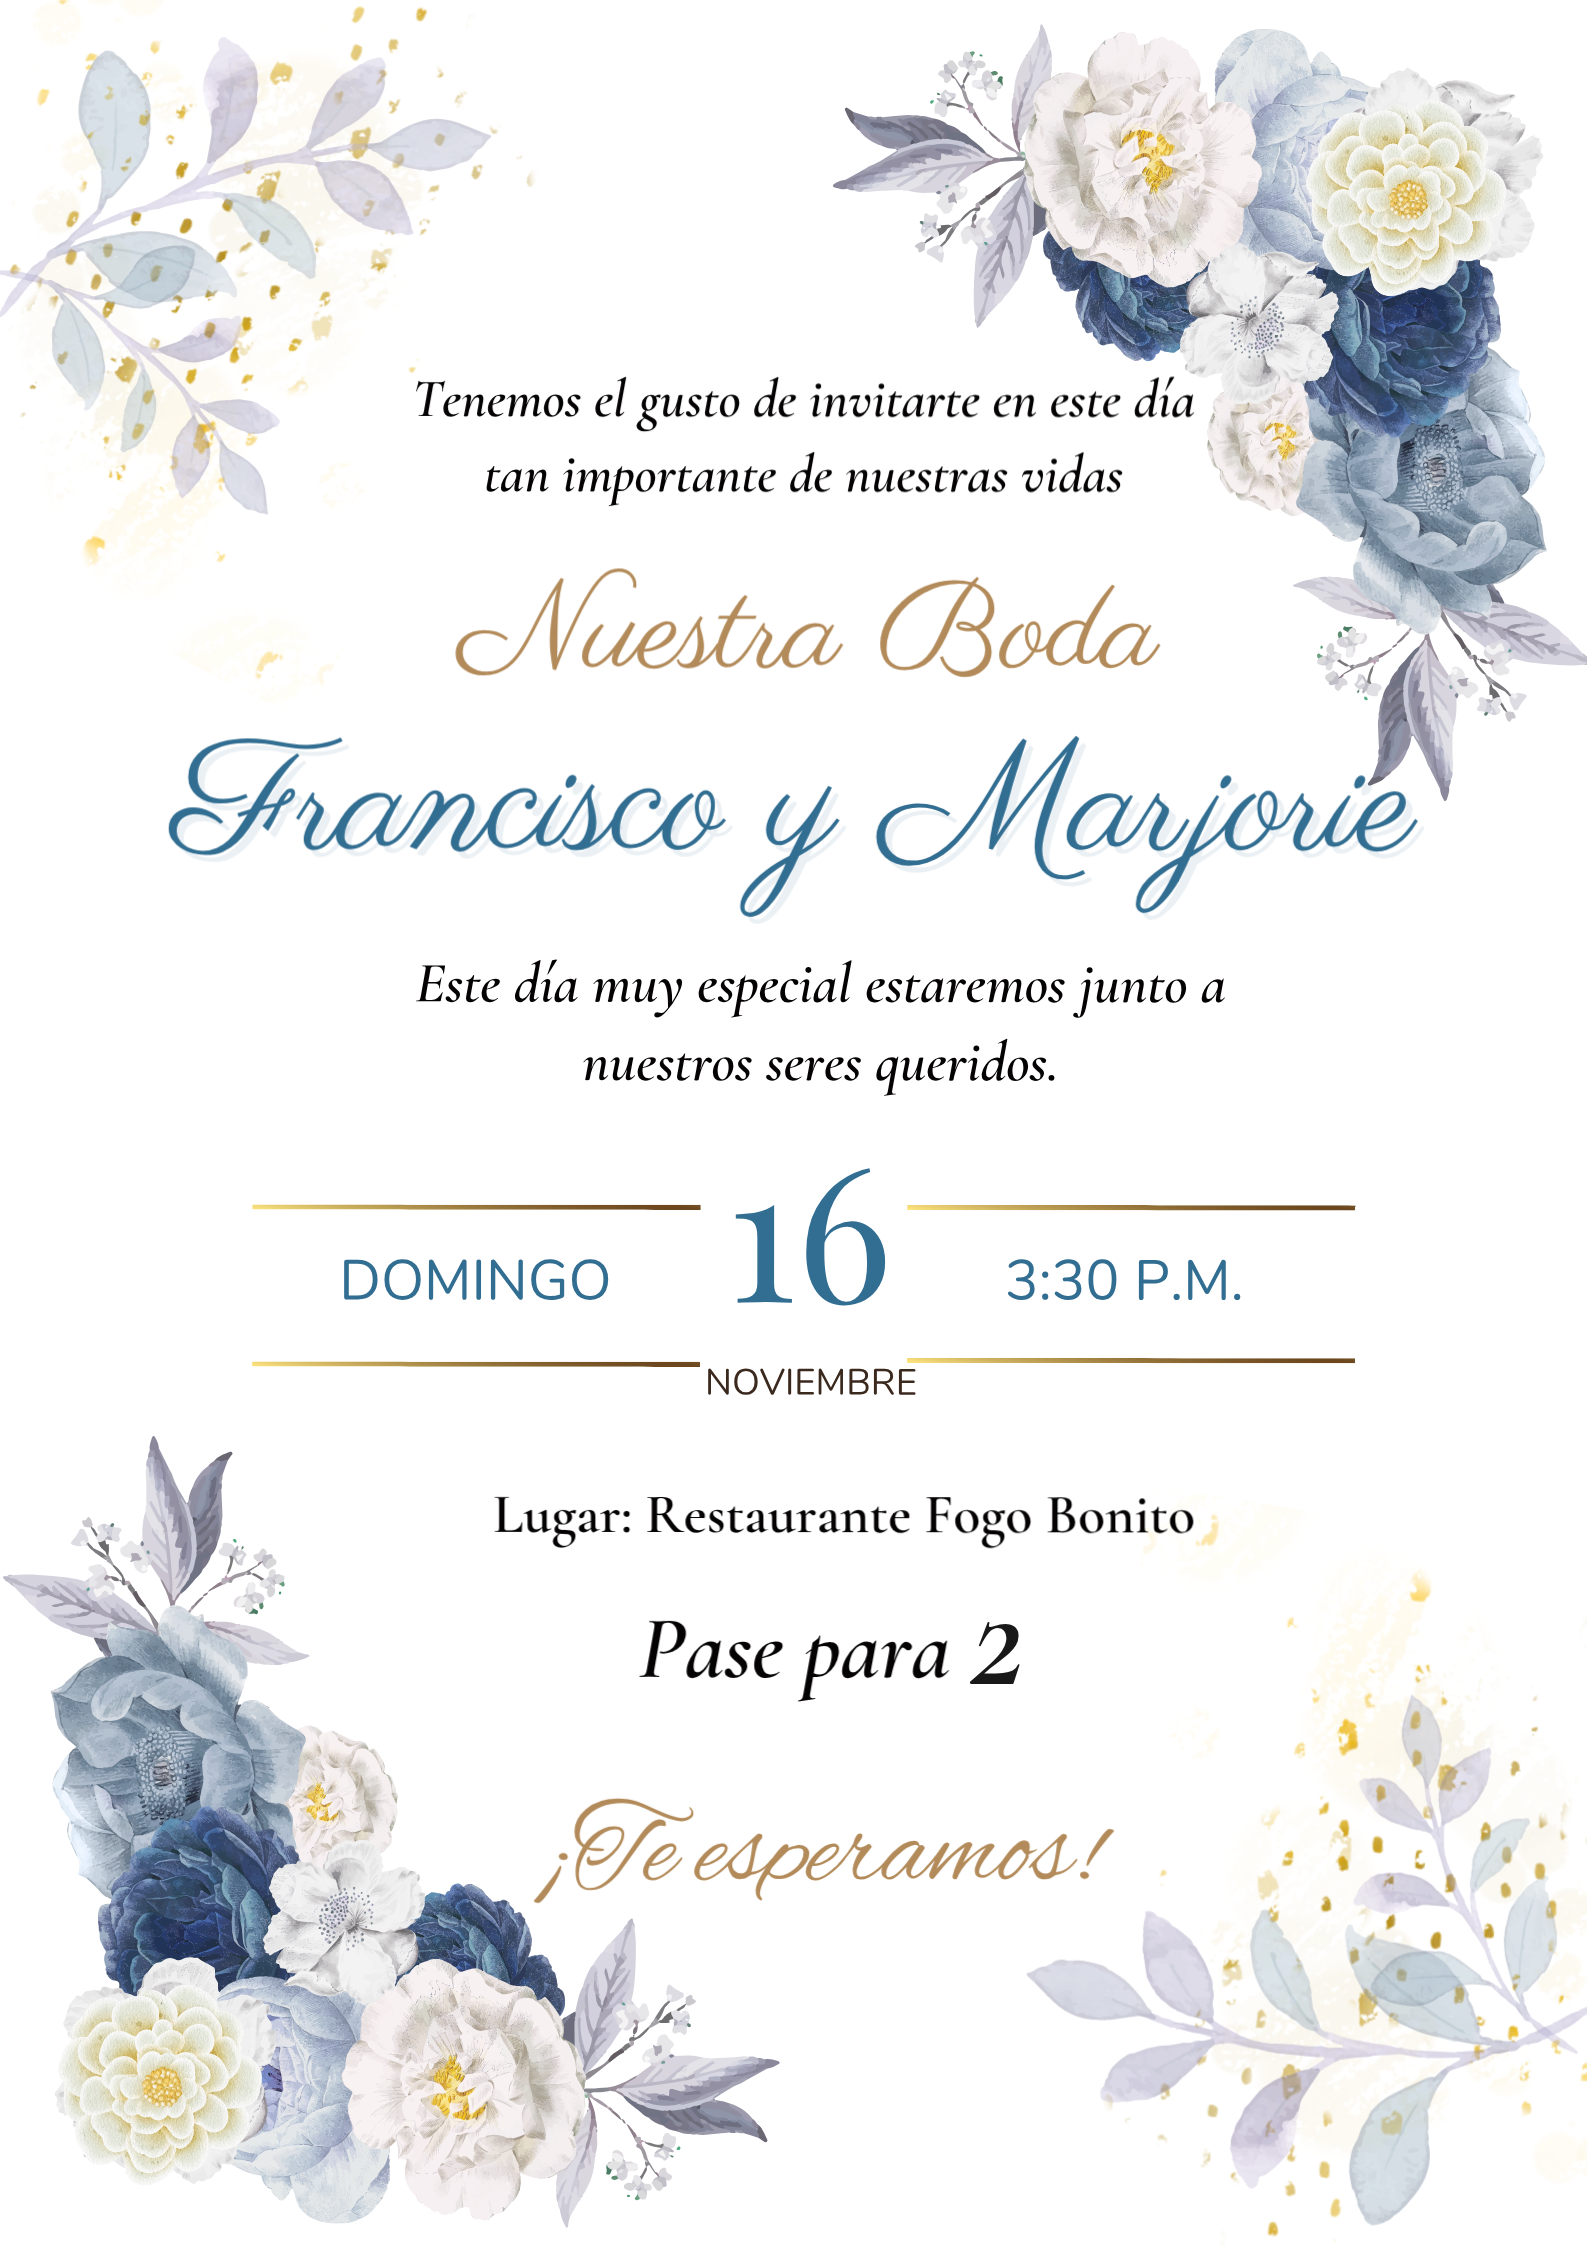 Tenemos el gusto de invitarte en este día
tan importante de nuestras vidas
Nuestra Boda
Francisco y Marjorie
Este día muy especial estaremos junto a
nuestros seres queridos.
DOMINGO 16 3:30 P.M.
NOVIEMBRE
Lugar: Restaurante Fogo Bonito
Pase para 2
¡Te esperamos!